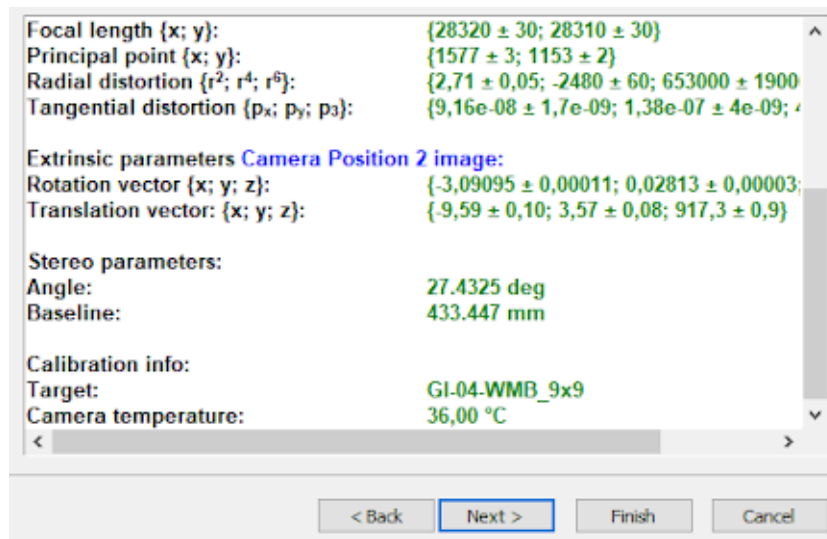 Focal length {x; y}: {28320 ± 30; 28310 ± 30}
Principal point {x; y}: {1577 ± 3; 1153 ± 2}
Radial distortion {r²; r⁴; r⁶}: {2,71 ± 0,05; -2480 ± 60; 653000 ± 1900
Tangential distortion {pₓ; pᵧ; p₃}: {9,16e-08 ± 1,7e-09; 1,38e-07 ± 4e-09;
Extrinsic parameters Camera Position 2 image:
Rotation vector {x; y; z}: {-3,09095 ± 0,00011; 0,02813 ± 0,00003;
Translation vector: {x; y; z}: {-9,59 ± 0,10; 3,57 ± 0,08; 917,3 ± 0,9}
Stereo parameters:
Angle: 27.4325 deg
Baseline: 433.447 mm
Calibration info:
Target: GI-04-WMB_9x9
Camera temperature: 36,00 °C
< Back Next > Finish Cancel